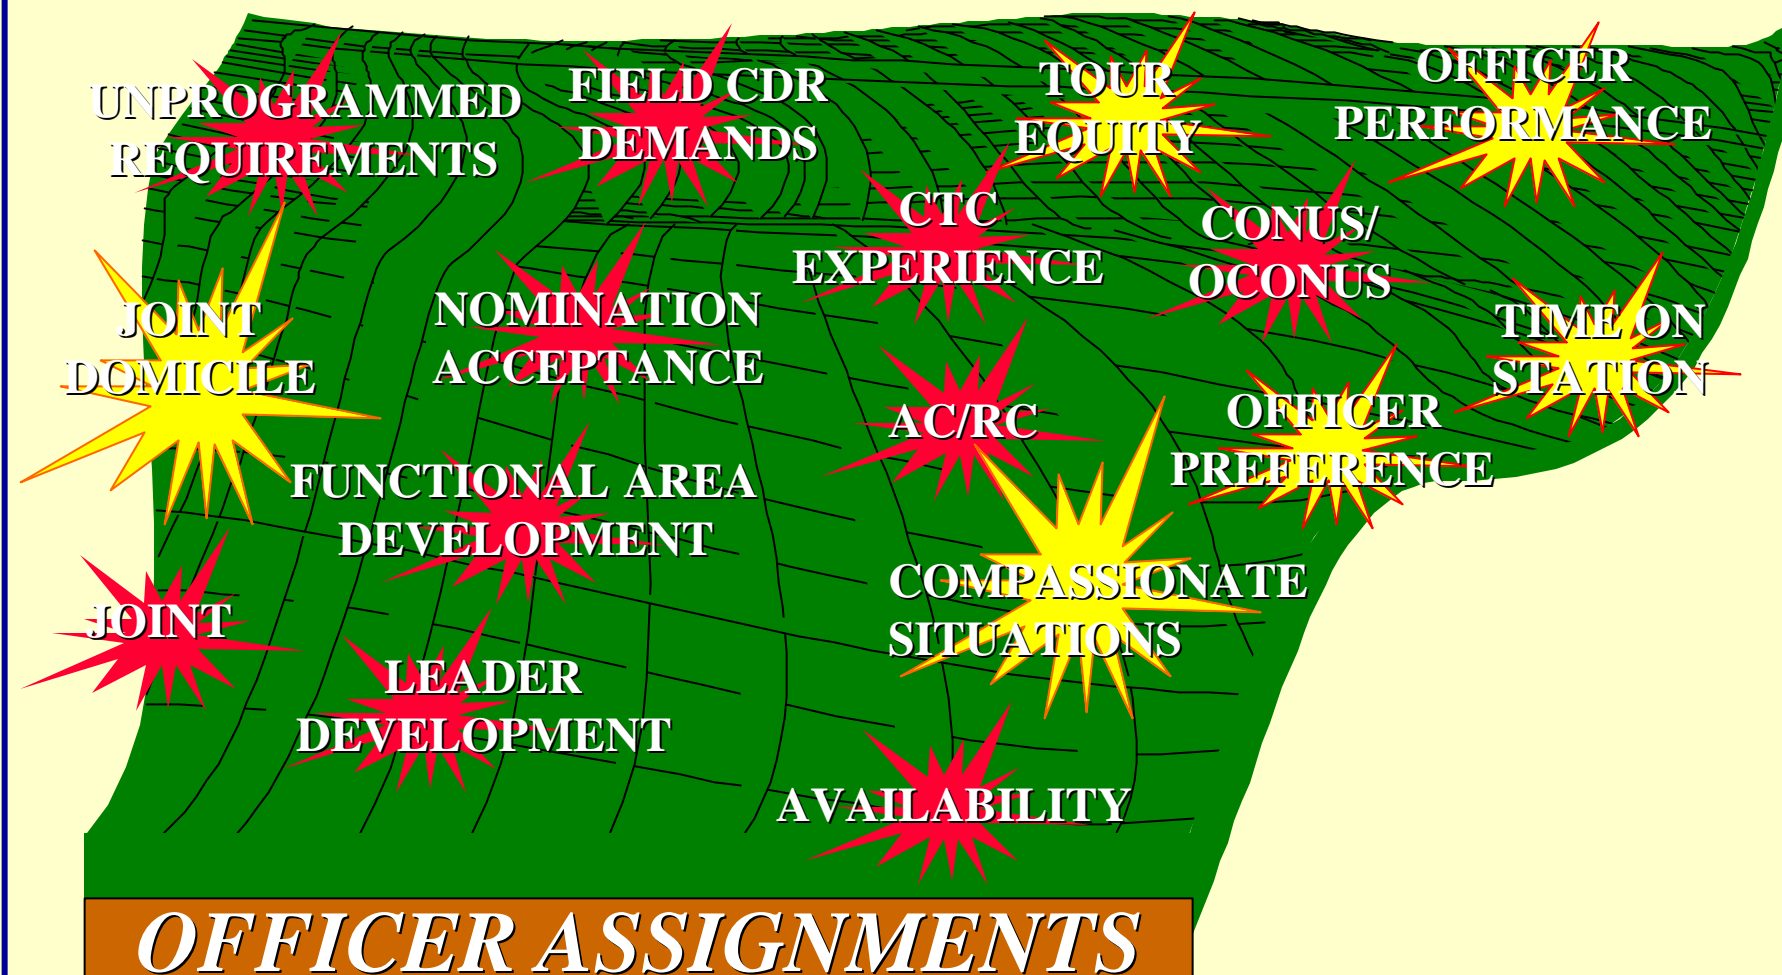 UNPROGRAMMED
REQUIREMENTS
FIELD CDR
DEMANDS
TOUR
EQUITY
OFFICER
PERFORMANCE
CTC
EXPERIENCE
CONUS/
OCONUS
JOINT
DOMICILE
NOMINATION
ACCEPTANCE
TIME ON
STATION
AC/RC
OFFICER
PREFERENCE
FUNCTIONAL AREA
DEVELOPMENT
COMPASSIONATE
SITUATIONS
JOINT
LEADER
DEVELOPMENT
AVAILABILITY
OFFICER ASSIGNMENTS